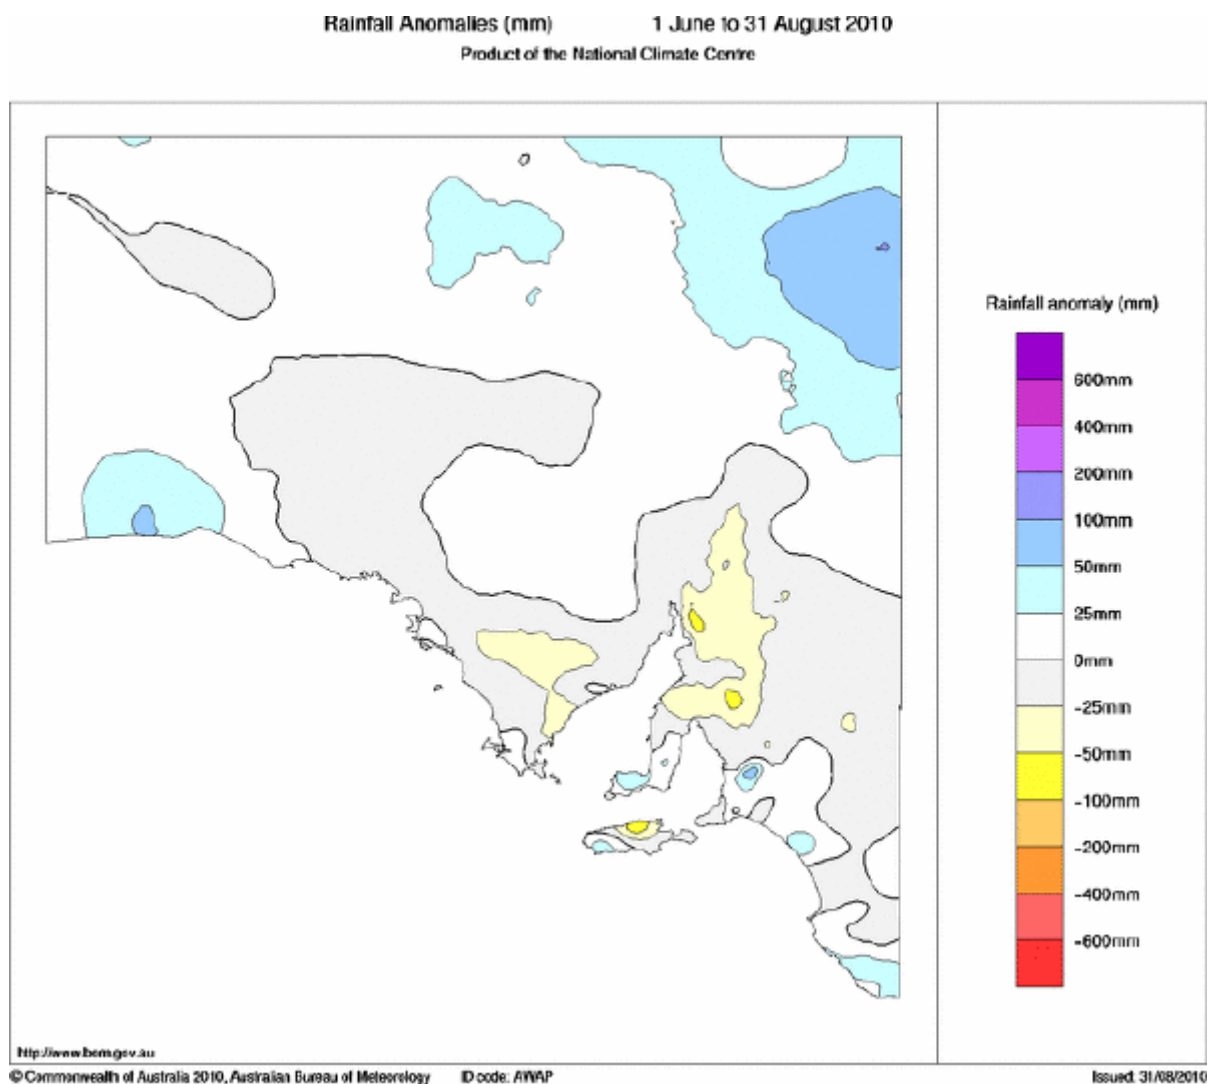 Rainfall Anomalies (mm) 1 June to 31 August 2010
Product of the National Climate Centre
Rainfall anomaly (mm)
600mm
400mm
200mm
100mm
50mm
25mm
0mm
-25mm
-50mm
-100mm
-200mm
-400mm
-600mm
http://www.bom.gov.au
© Commonwealth of Australia 2010, Australian Bureau of Meteorology ID code: AWAP Issued: 31/08/2010